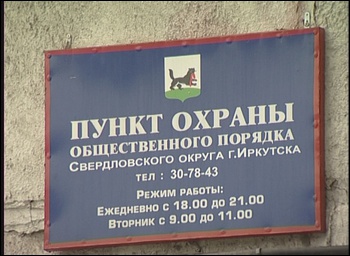 ПУНКТ ОХРАНЫ
ОБЩЕСТВЕННОГО ПОРЯДКА
СВЕРДЛОВСКОГО ОКРУГА г.ИРКУТСКА
ТЕЛ : 30-78-43
РЕЖИМ РАБОТЫ:
ЕЖЕДНЕВНО С 18.00 ДО 21.00
ВТОРНИК С 9.00 ДО 11.00